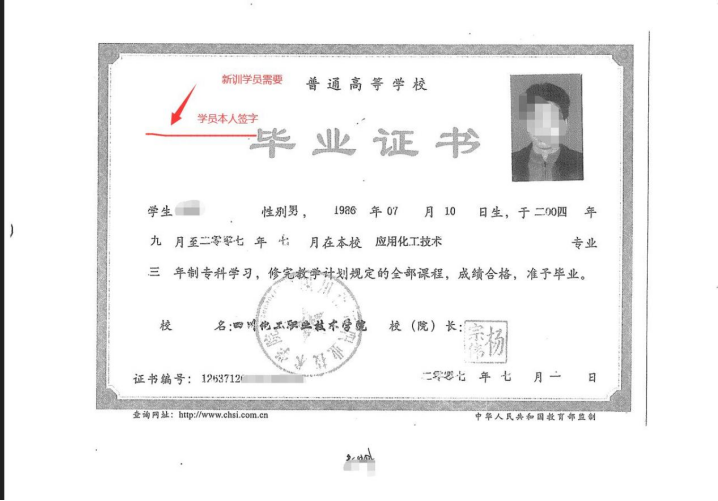 新训学员需要
普通高等学校
学员本人签字
毕业证书
学生 性别男， 1986 年 07 月 10 日生，于 二〇〇四 年
九 月至 二零零七 年 七 月在本校 应用化工技术 专业
三 年制专科学习，修完教学计划规定的全部课程，成绩合格，准予毕业。
校 名：四川化工职业技术学院 校（院）长：
杨宗伟
证书编号： 1263712
二零零七 年 七 月 一 日
查询网址：http://www.chsi.com.cn 中华人民共和国教育部监制